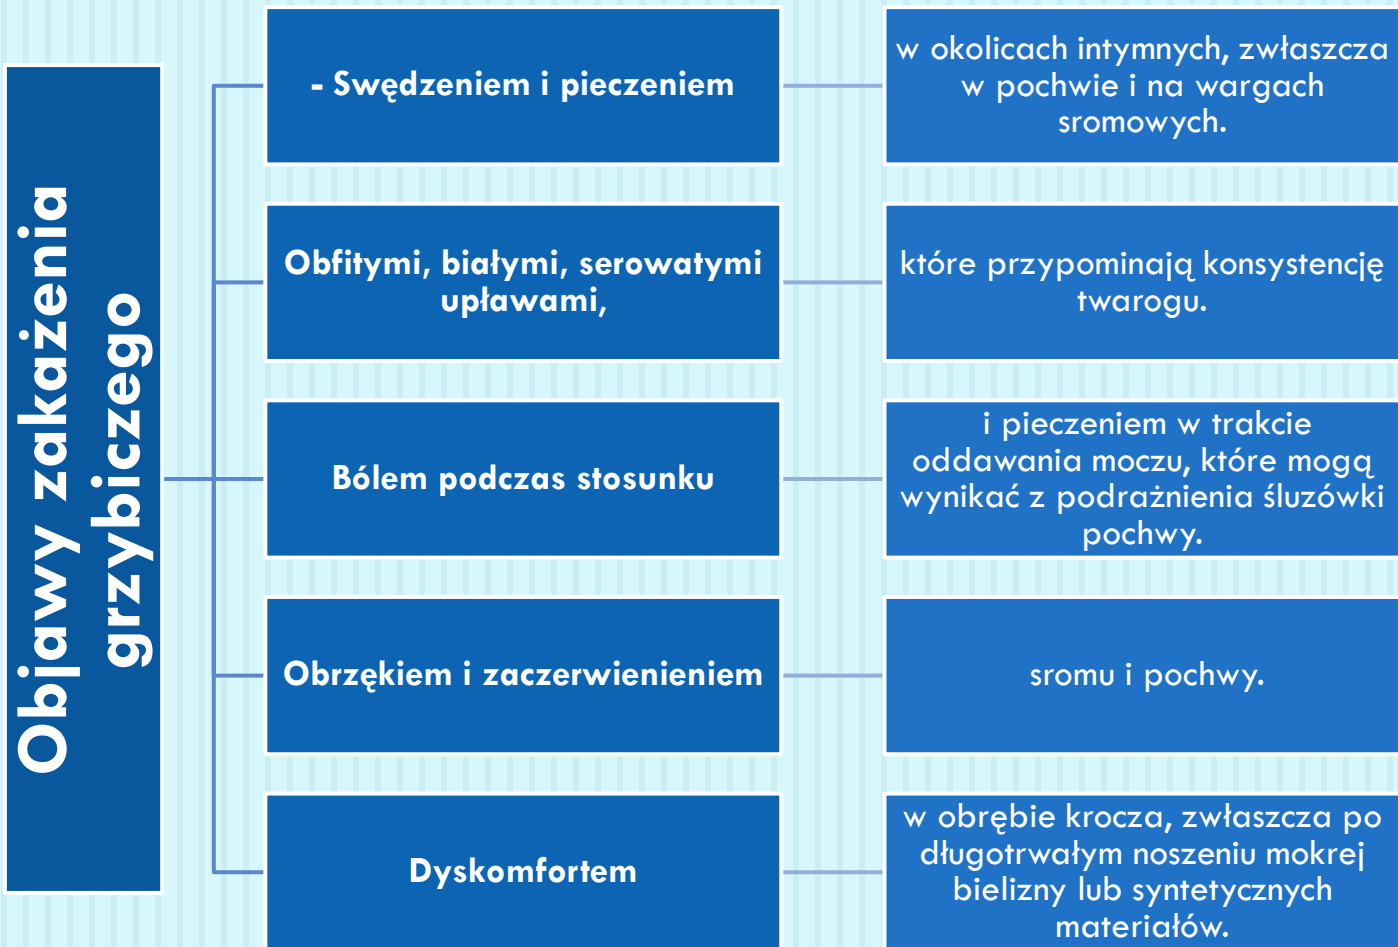 Objawy zakażenia
grzybiczego
- Swędzeniem i pieczeniem
w okolicach intymnych, zwłaszcza
w pochwie i na wargach
sromowych.
Obfitymi, białymi, serowatymi
upławami,
które przypominają konsystencję
twarogu.
Bólem podczas stosunku
i pieczeniem w trakcie
oddawania moczu, które mogą
wynikać z podrażnienia śluzówki
pochwy.
Obrzękiem i zaczerwienieniem
sromu i pochwy.
Dyskomfortem
w obrębie krocza, zwłaszcza po
długotrwałym noszeniu mokrej
bielizny lub syntetycznych
materiałów.